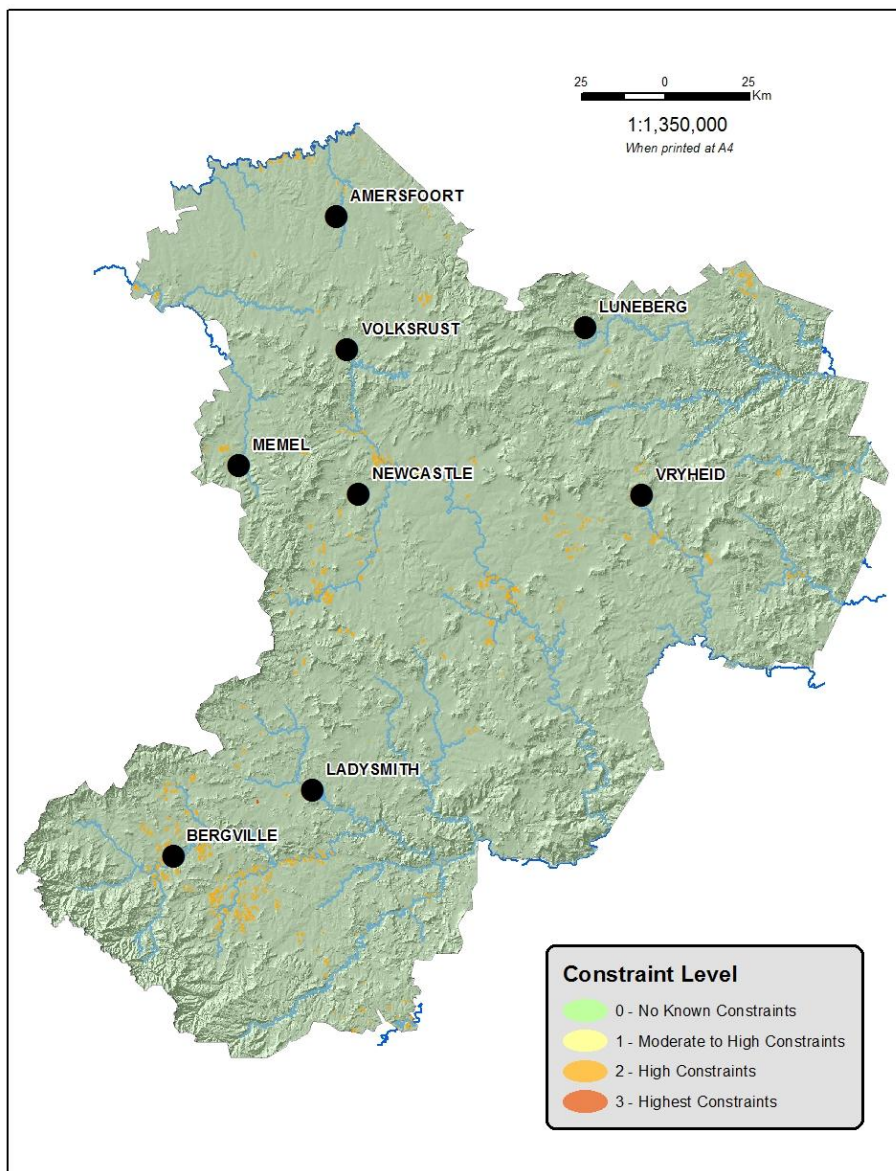 25 0 25
Km
1:1,350,000
When printed at A4
AMERSFOORT
LUNEBERG
VOLKSRUST
MEMEL
NEWCASTLE
VRYHEID
LADYSMITH
BERGVILLE
Constraint Level
0 - No Known Constraints
1 - Moderate to High Constraints
2 - High Constraints
3 - Highest Constraints